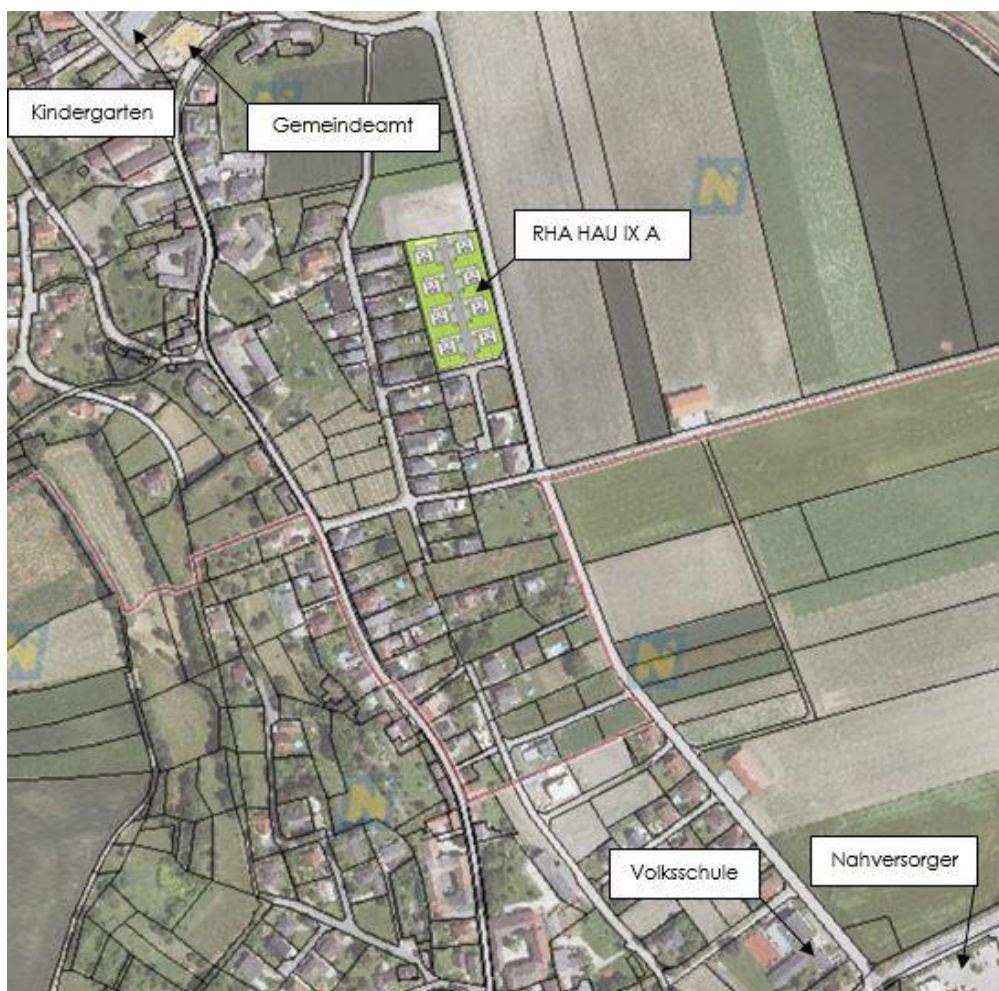 Kindergarten
Gemeindeamt
RHA HAU IX A
Volksschule
Nahversorger